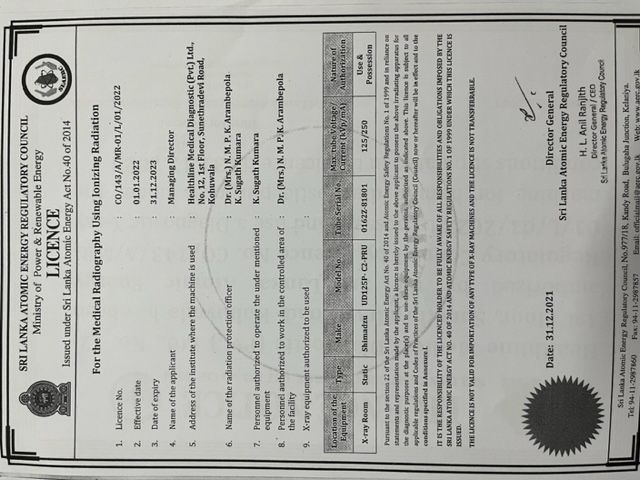 SRI LANKA ATOMIC ENERGY REGULATORY COUNCIL
Ministry of Power & Renewable Energy
LICENCE
Issued under Sri Lanka Atomic Energy Act No.40 of 2014
SLAERC
For the Medical Radiography Using Ionizing Radiation
1. Licence No. : CO/143/A/MR-01/L/01/2022
2. Effective date : 01.01.2022
3. Date of expiry : 31.12.2023
4. Name of the applicant : Managing Director
5. Address of the institute where the machine is used : Healthline Medical Diagnostic (Pvt.) Ltd.,
No. 12, 1st Floor, Sunethradevi Road,
Kohuwala
6. Name of the radiation protection officer : Dr. (Mrs.) N. M. P. K. Arambepola
K. Sugath Kumara
7. Personnel authorized to operate the under mentioned : K. Sugath Kumara
equipment
8. Personnel authorized to work in the controlled area of : Dr. (Mrs.) N. M. P. K. Arambepola
the facility
9. X-ray equipment authorized to be used :
Location of the Equipment Type Make Model No. Tube Serial No. Max. tube Voltage/ Current (kVp/mA) Nature of Authorization
X-ray Room Static Shimadzu UD125P- C2-PRU 0162Z-81801 125/250 Use & Possession
Pursuant to the section 22 of the Sri Lanka Atomic Energy Act No. 40 of 2014 and Atomic Energy Safety Regulations No. 1 of 1999 and in reliance on
statements and representation made by the applicant, a licence is hereby issued to the above applicant to possess the above irradiating apparatus for
the diagnostic purposes at the place(s) and to use these equipment by the personal authorized as indicated above. This licence is subject to all
applicable regulations and Codes of Practices of the Sri Lanka Atomic Energy Regulatory Council (Council) now or hereafter will be in effect and to the
conditions specified in Annexure I.
IT IS THE RESPONSIBILITY OF THE LICENCED HOLDER TO BE FULLY AWARE OF ALL RESPONSIBILITIES AND OBLIGATIONS IMPOSED BY THE
SRI LANKA ATOMIC ENERGY ACT NO. 40 OF 2014 AND ATOMIC ENERGY SAFETY REGULATIONS NO. 1 OF 1999 UNDER WHICH THIS LICENCE IS
ISSUED.
THE LICENCE IS NOT VALID FOR IMPORTATION OF ANY TYPE OF X-RAY MACHINES AND THE LICENCE IS NOT TRANSFERRABLE.
Date: 31.12.2021
Director General
Sri Lanka Atomic Energy Regulatory Council
H. L. Anil Ranjith
Director General / CEO
Sri Lanka Atomic Energy Regulatory Council
Sri Lanka Atomic Energy Regulatory Council, No.977/18, Kandy Road, Bulugaha Junction, Kelaniya.
Tel: 94-11-2987860 Fax: 94-11-2987857 Email: officialmail@aerc.gov.lk Web: www.aerc.gov.lk